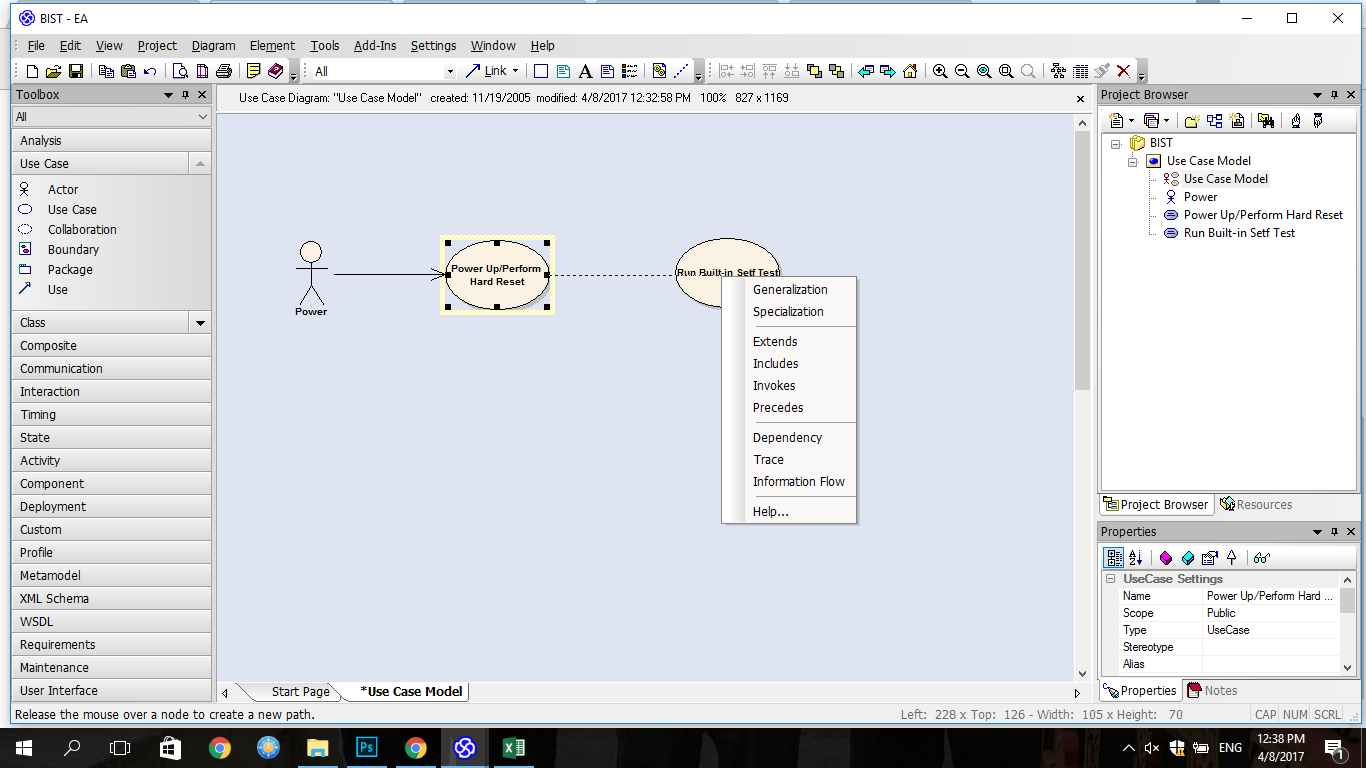 BIST - EA
File Edit View Project Diagram Element Tools Add-Ins Settings Window Help
All Link
Toolbox
All
Analysis
Use Case
Actor
Use Case
Collaboration
Boundary
Package
Use
Class
Composite
Communication
Interaction
Timing
State
Activity
Component
Deployment
Custom
Profile
Metamodel
XML Schema
WSDL
Requirements
Maintenance
User Interface
Use Case Diagram: "Use Case Model" created: 11/19/2005 modified: 4/8/2017 12:32:58 PM 100% 827 x 1169
Power
Power Up/Perform
Hard Reset
Run Built-in Setf Test
Generalization
Specialization
Extends
Includes
Invokes
Precedes
Dependency
Trace
Information Flow
Help...
Start Page *Use Case Model
Project Browser
BIST
Use Case Model
Use Case Model
Power
Power Up/Perform Hard Reset
Run Built-in Setf Test
Project Browser Resources
Properties
UseCase Settings
Name Power Up/Perform Hard ...
Scope Public
Type UseCase
Stereotype
Alias
Properties Notes
Release the mouse over a node to create a new path. Left: 228 x Top: 126 - Width: 105 x Height: 70 CAP NUM SCRL
Ps
ENG
12:38 PM
4/8/2017
1